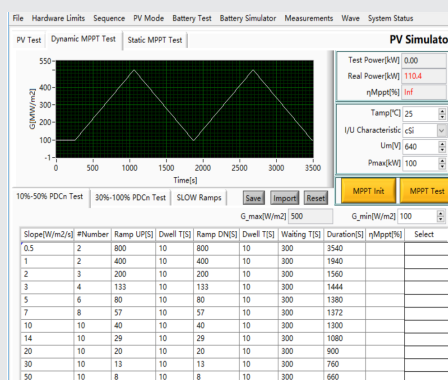 File Hardware Limits Sequence PV Mode Battery Test Battery Simulator Measurements Wave System Status
PV Test Dynamic MPPT Test Static MPPT Test
PV Simulato
550
400
300
200
100
-1
G[MW/m2]
0 500 1000 1500 2000 2500 3000 3500
Time[s]
Test Power[kW] 0.00
Real Power[kW] 110.4
ηMppt[%] Inf
Tamp[℃] 25
I/U Characteristic cSi
Um[V] 640
Pmax[kW] 100
MPPT Init MPPT Test
10%-50% PDCn Test 30%-100% PDCn Test SLOW Ramps Save Import Reset
G_max[W/m2] 500 G_min[W/m2] 100
Slope[W/m2/s] #Number Ramp UP[S] Dwell T[S] Ramp DN[S] Dwell T[S] Waiting T[S] Duration[S] ηMppt[%] Select
0.5 2 800 10 800 10 300 3540
1 2 400 10 400 10 300 1940
2 3 200 10 200 10 300 1560
3 4 133 10 133 10 300 1444
5 6 80 10 80 10 300 1380
7 8 57 10 57 10 300 1372
10 10 40 10 40 10 300 1300
14 10 29 10 29 10 300 1080
20 10 20 10 20 10 300 900
30 10 13 10 13 10 300 760
50 10 8 10 8 10 300 660